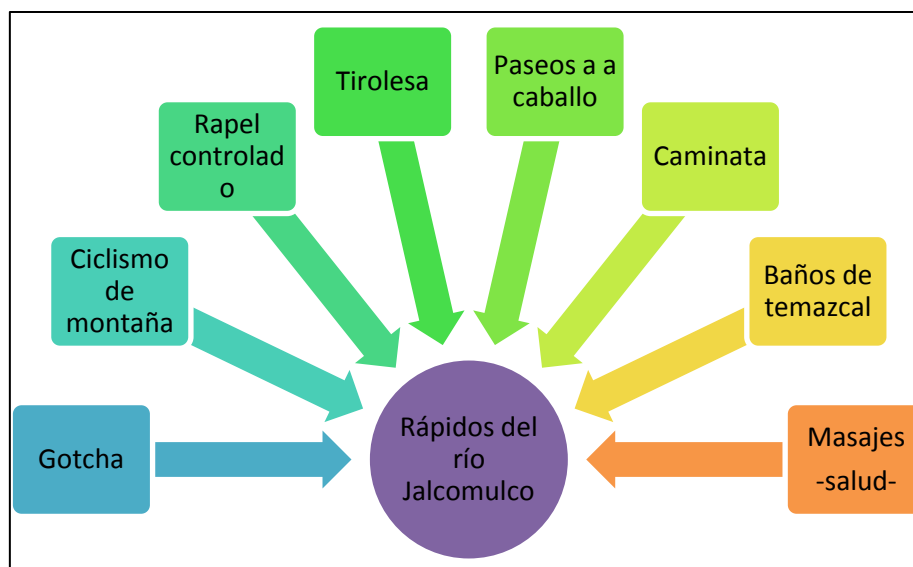 Tirolesa
Paseos a a
caballo
Rapel
controlad
o
Caminata
Ciclismo
de
montaña
Baños de
temazcal
Gotcha
Rápidos del
río
Jalcomulco
Masajes
-salud-